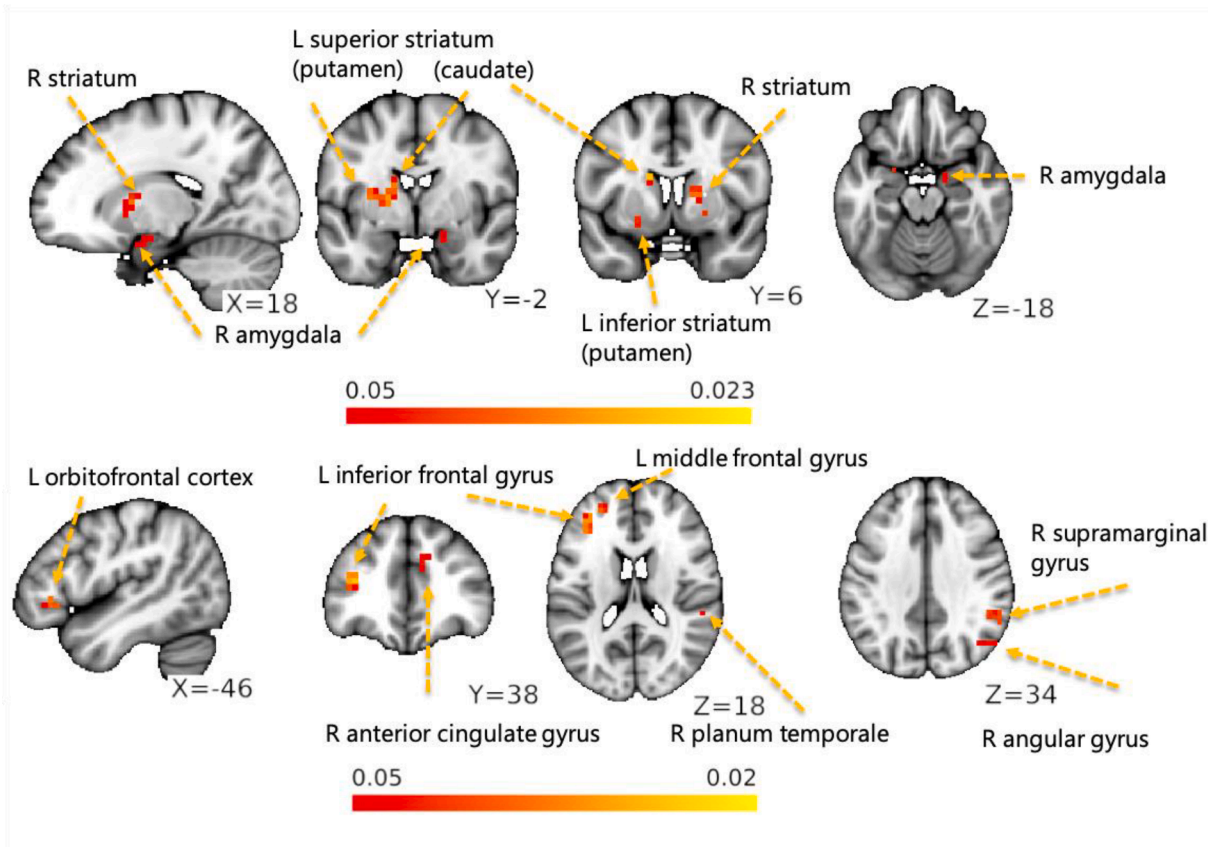 L superior striatum
(putamen) (caudate)
R striatum
R striatum
R amygdala
X=18
Y=-2
Y=6
Z=-18
R amygdala
L inferior striatum
(putamen)
0.05 0.023
L orbitofrontal cortex
L inferior frontal gyrus
L middle frontal gyrus
R supramarginal
gyrus
X=-46
Y=38
Z=18
Z=34
R anterior cingulate gyrus
R planum temporale
R angular gyrus
0.05 0.02